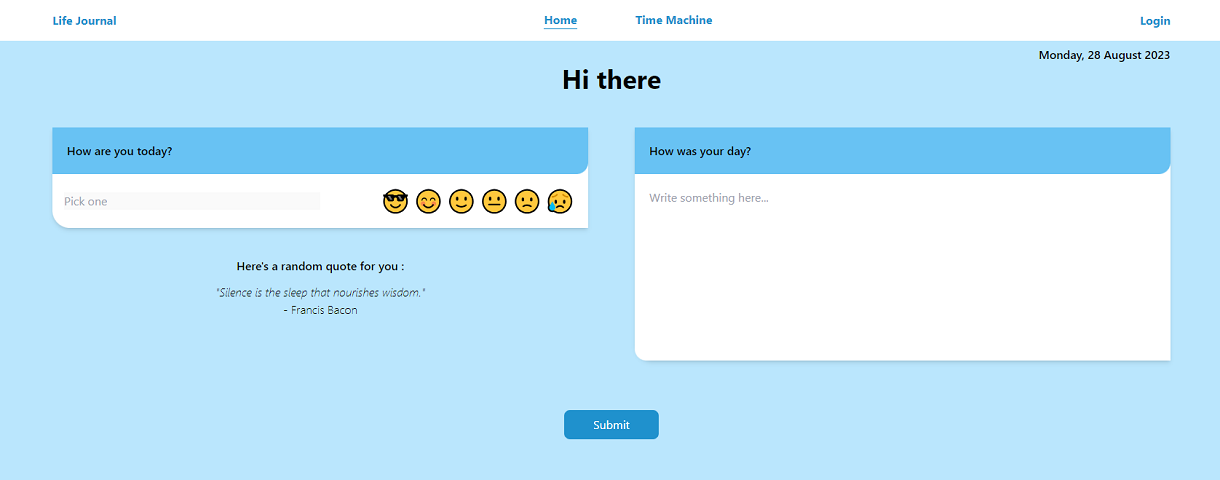 Life Journal
Home
Time Machine
Login
Monday, 28 August 2023
Hi there
How are you today?
Pick one
How was your day?
Write something here...
Here's a random quote for you :
"Silence is the sleep that nourishes wisdom."
- Francis Bacon
Submit